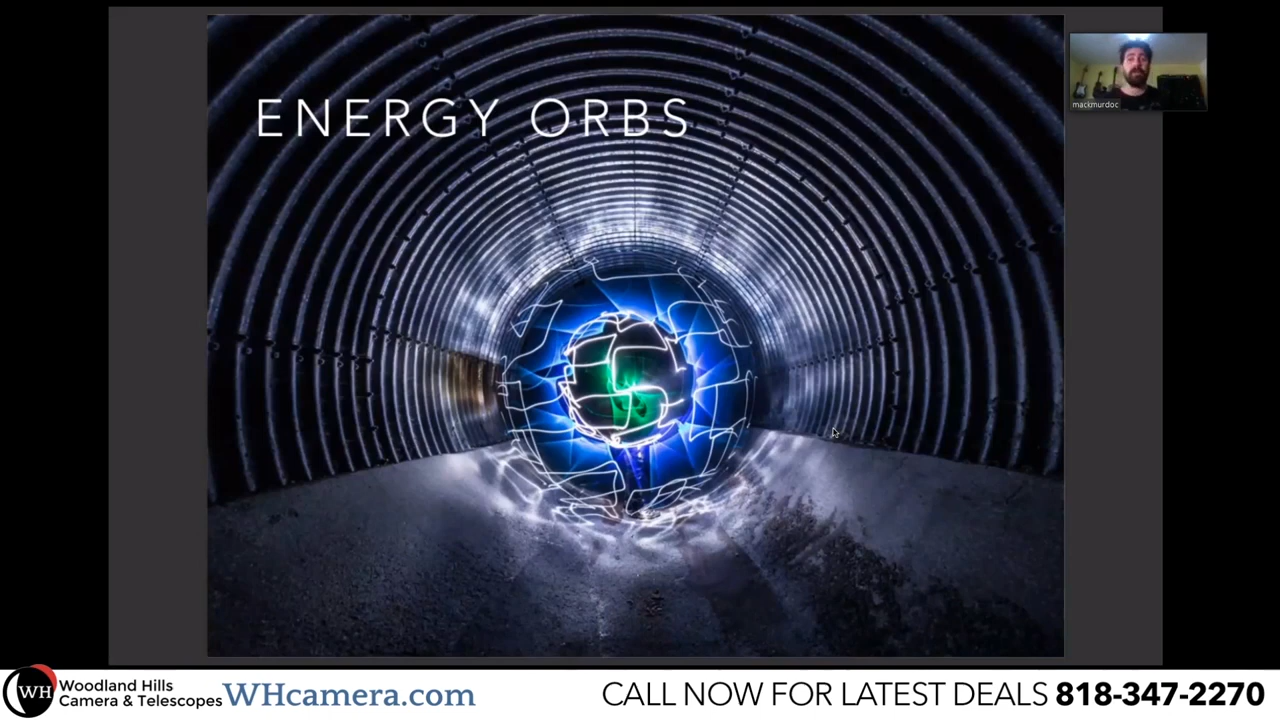 ENERGY ORBS
mackmurdoc
WH
Woodland Hills
Camera & Telescopes
WHcamera.com
CALL NOW FOR LATEST DEALS 818-347-2270